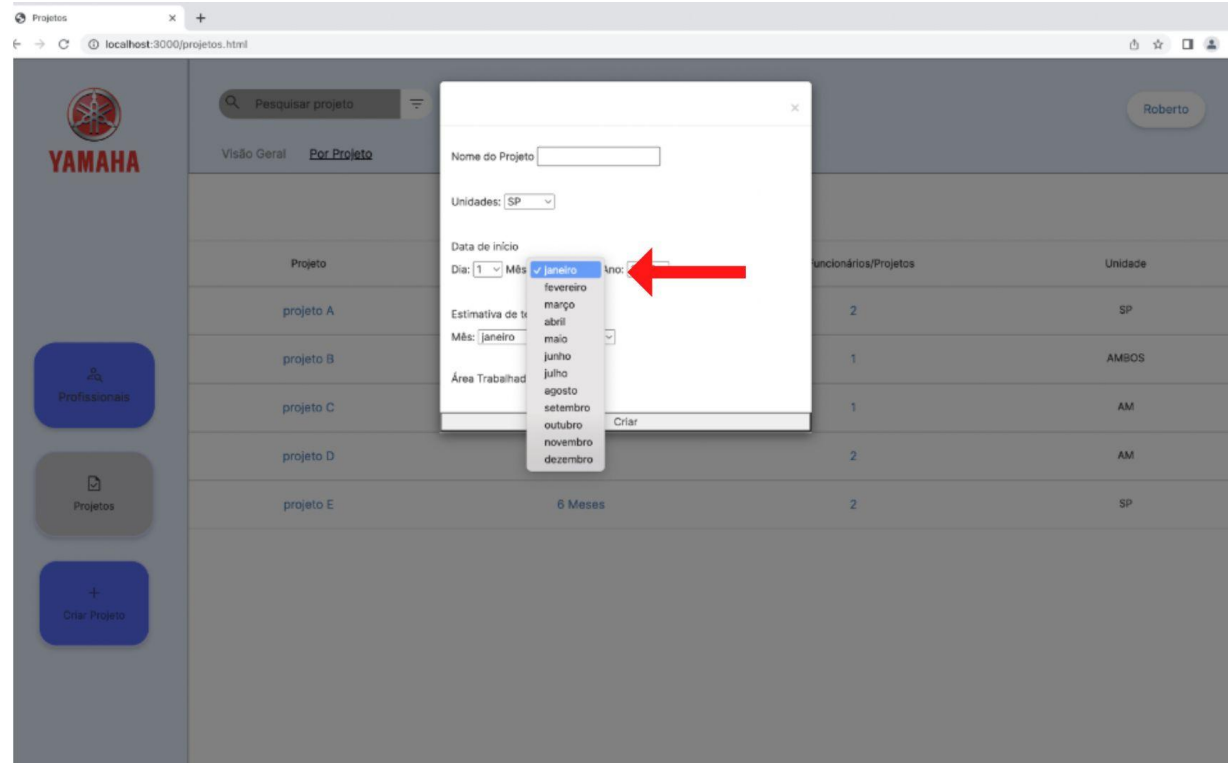 Projetos
localhost:3000/projetos.html
YAMAHA
Pesquisar projeto
Roberto
Visão Geral Por Projeto
Nome do Projeto
Unidades: SP
Data de início
Dia: 1 Mês janeiro Ano:
fevereiro
março
abril
maio
junho
julho
agosto
setembro
outubro
novembro
dezembro
Estimativa de
Mês: janeiro
Área
Criar
Projeto Funcionários/Projetos Unidade
projeto A 2 SP
projeto B 1 AMBOS
projeto C 1 AM
projeto D 2 AM
projeto E 6 Meses 2 SP
Profissionais
Projetos
Criar Projeto